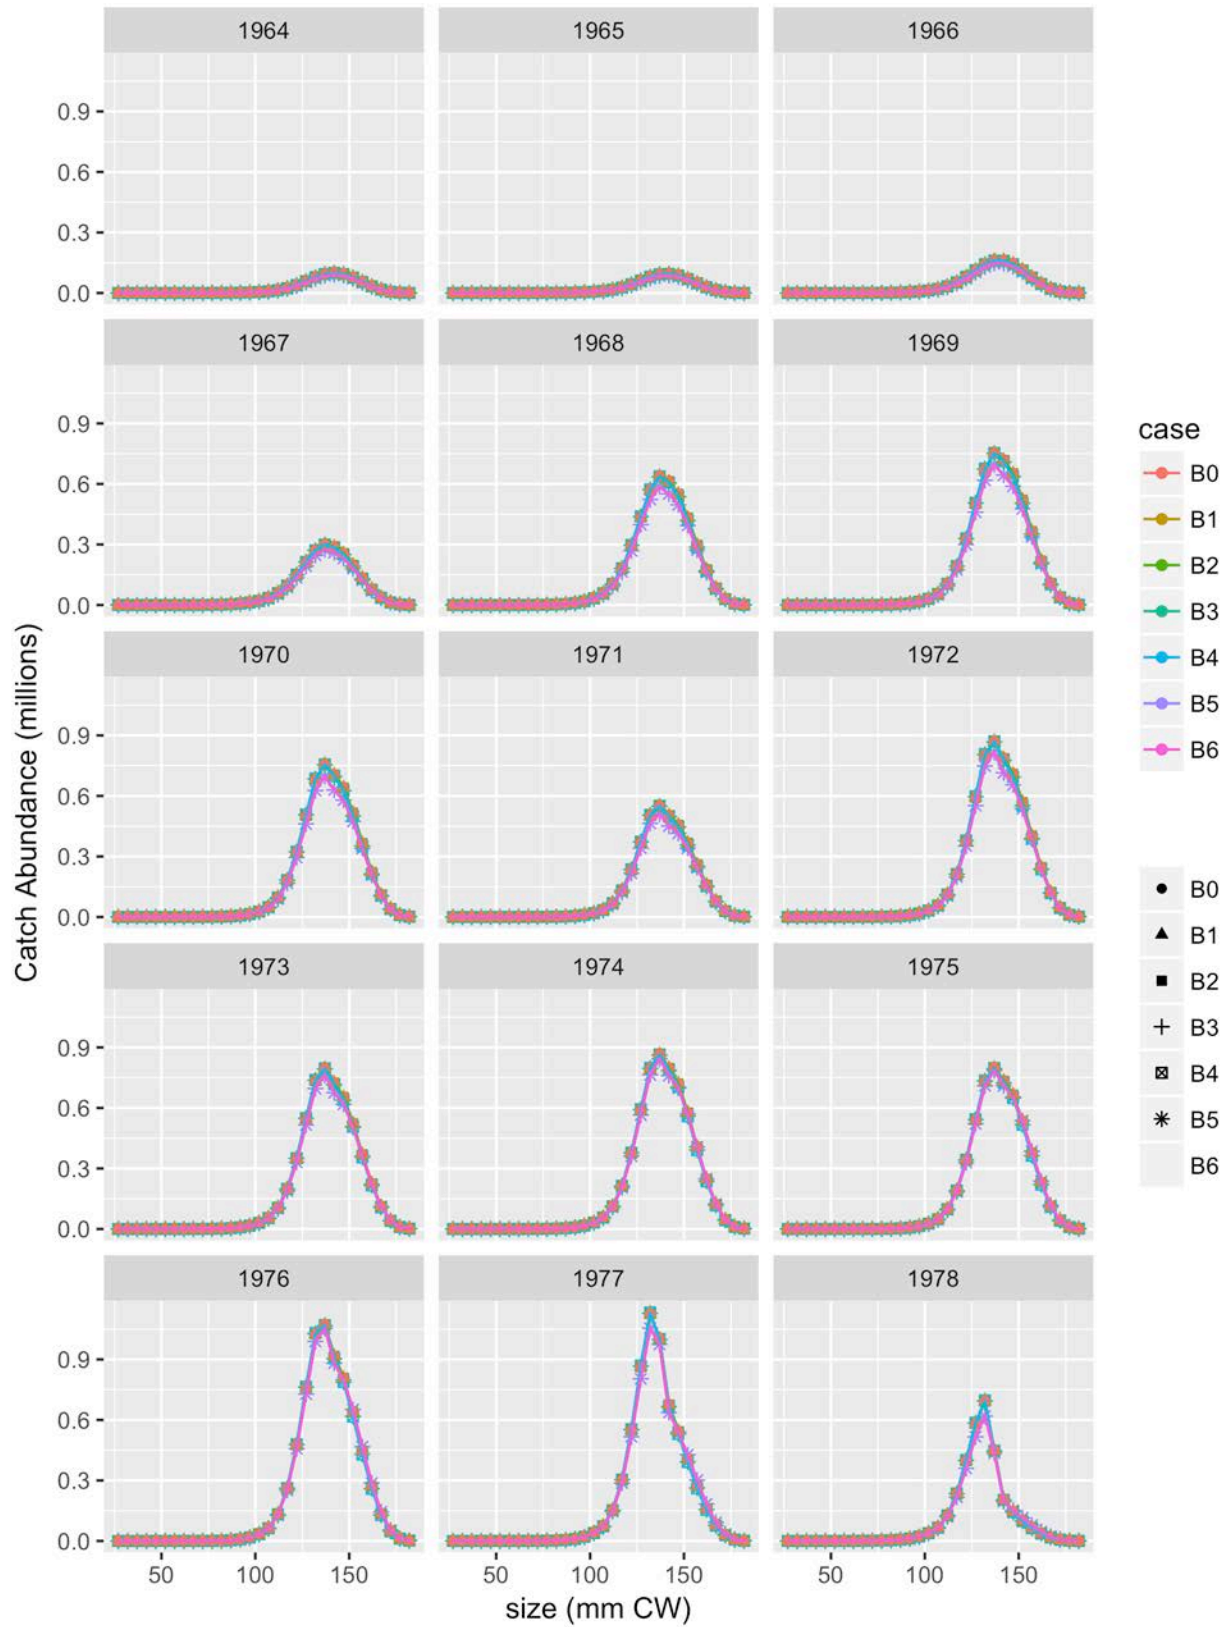 1964 1965 1966
0.9
0.6
0.3
0.0
1967 1968 1969
0.9
0.6
0.3
0.0
1970 1971 1972
0.9
0.6
0.3
0.0
1973 1974 1975
0.9
0.6
0.3
0.0
1976 1977 1978
0.9
0.6
0.3
0.0
50 100 150 50 100 150 50 100 150
size (mm CW)
Catch Abundance (millions)
case
B0
B1
B2
B3
B4
B5
B6
B0
B1
B2
B3
B4
B5
B6